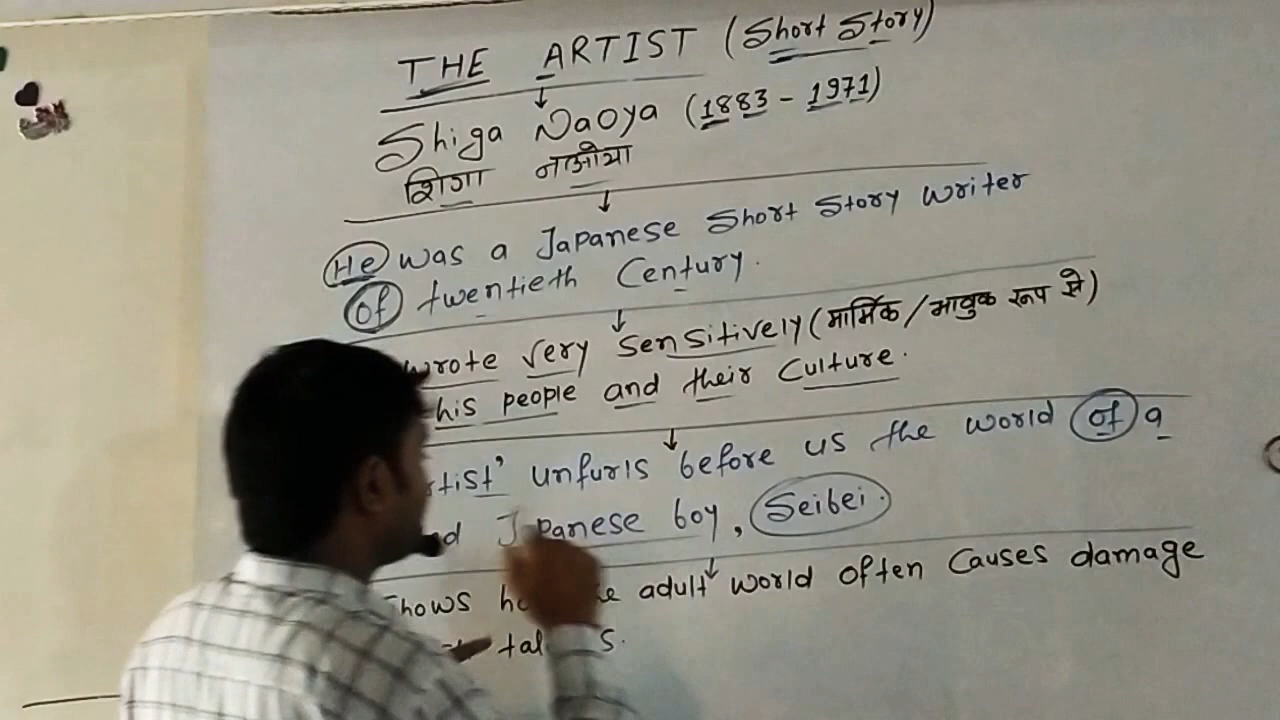 THE ARTIST (Short Story)
Shiga Naoya (1883 - 1971)
शिगा नाओया
He was a Japanese Short Story writer
of twentieth Century.
wrote very Sensitively (मार्मिक/भावुक रूप से)
his people and their Culture.
unfurls before us the world of a
Japanese boy, Seibei.
Shows adult world often Causes damage